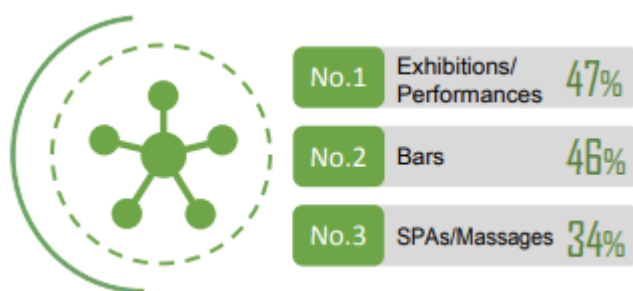 No.1
Exhibitions/
Performances
47%
No.2
Bars
46%
No.3
SPAs/Massages
34%